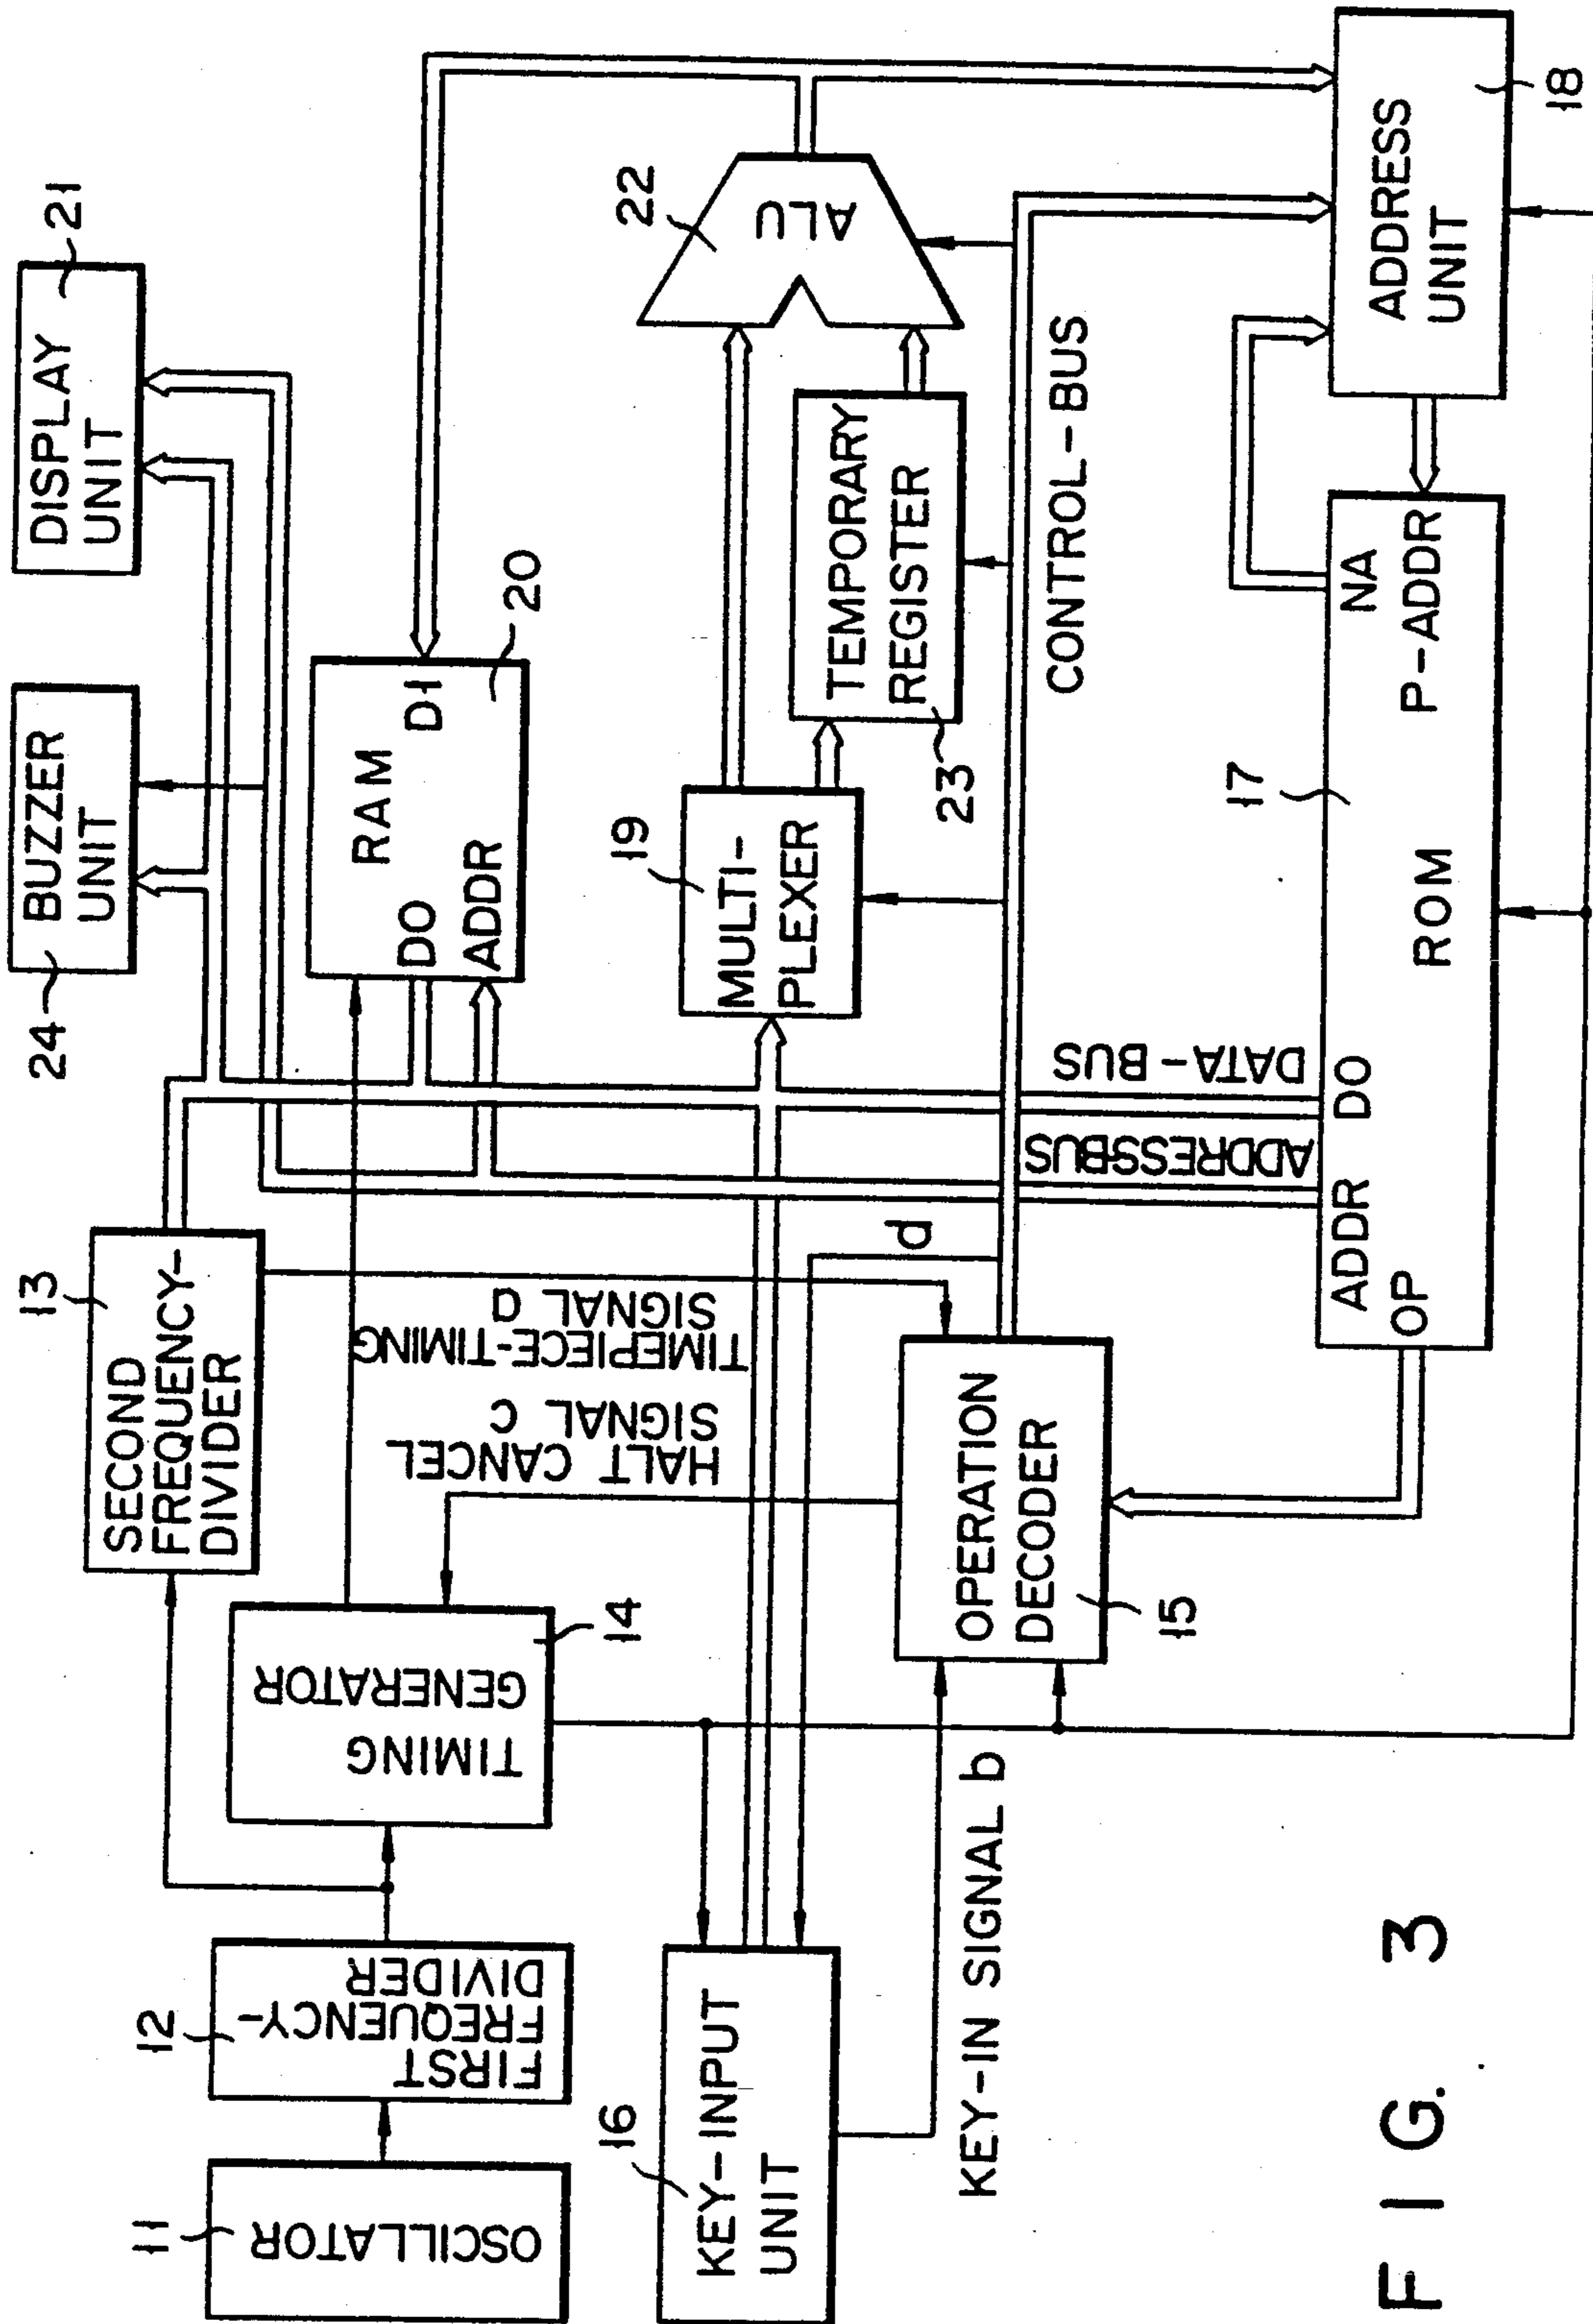 11
OSCILLATOR
12
FIRST
FREQUENCY-
DIVIDER
13
SECOND
FREQUENCY-
DIVIDER
14
TIMING
GENERATOR
24
BUZZER
UNIT
21
DISPLAY
UNIT
RAM
DO
DI
ADDR
20
16
KEY-INPUT
UNIT
HALT CANCEL
SIGNAL C
TIMEPIECE-TIMING
SIGNAL a
19
MULTI-
PLEXER
TEMPORARY
REGISTER
23
22
ALU
d
KEY-IN SIGNAL b
OPERATION
DECODER
15
ADDRESSBUS
DATA-BUS
CONTROL-BUS
17
ADDR
DO
NA
OP
ROM
P-ADDR
ADDRESS
UNIT
18
FIG. 3